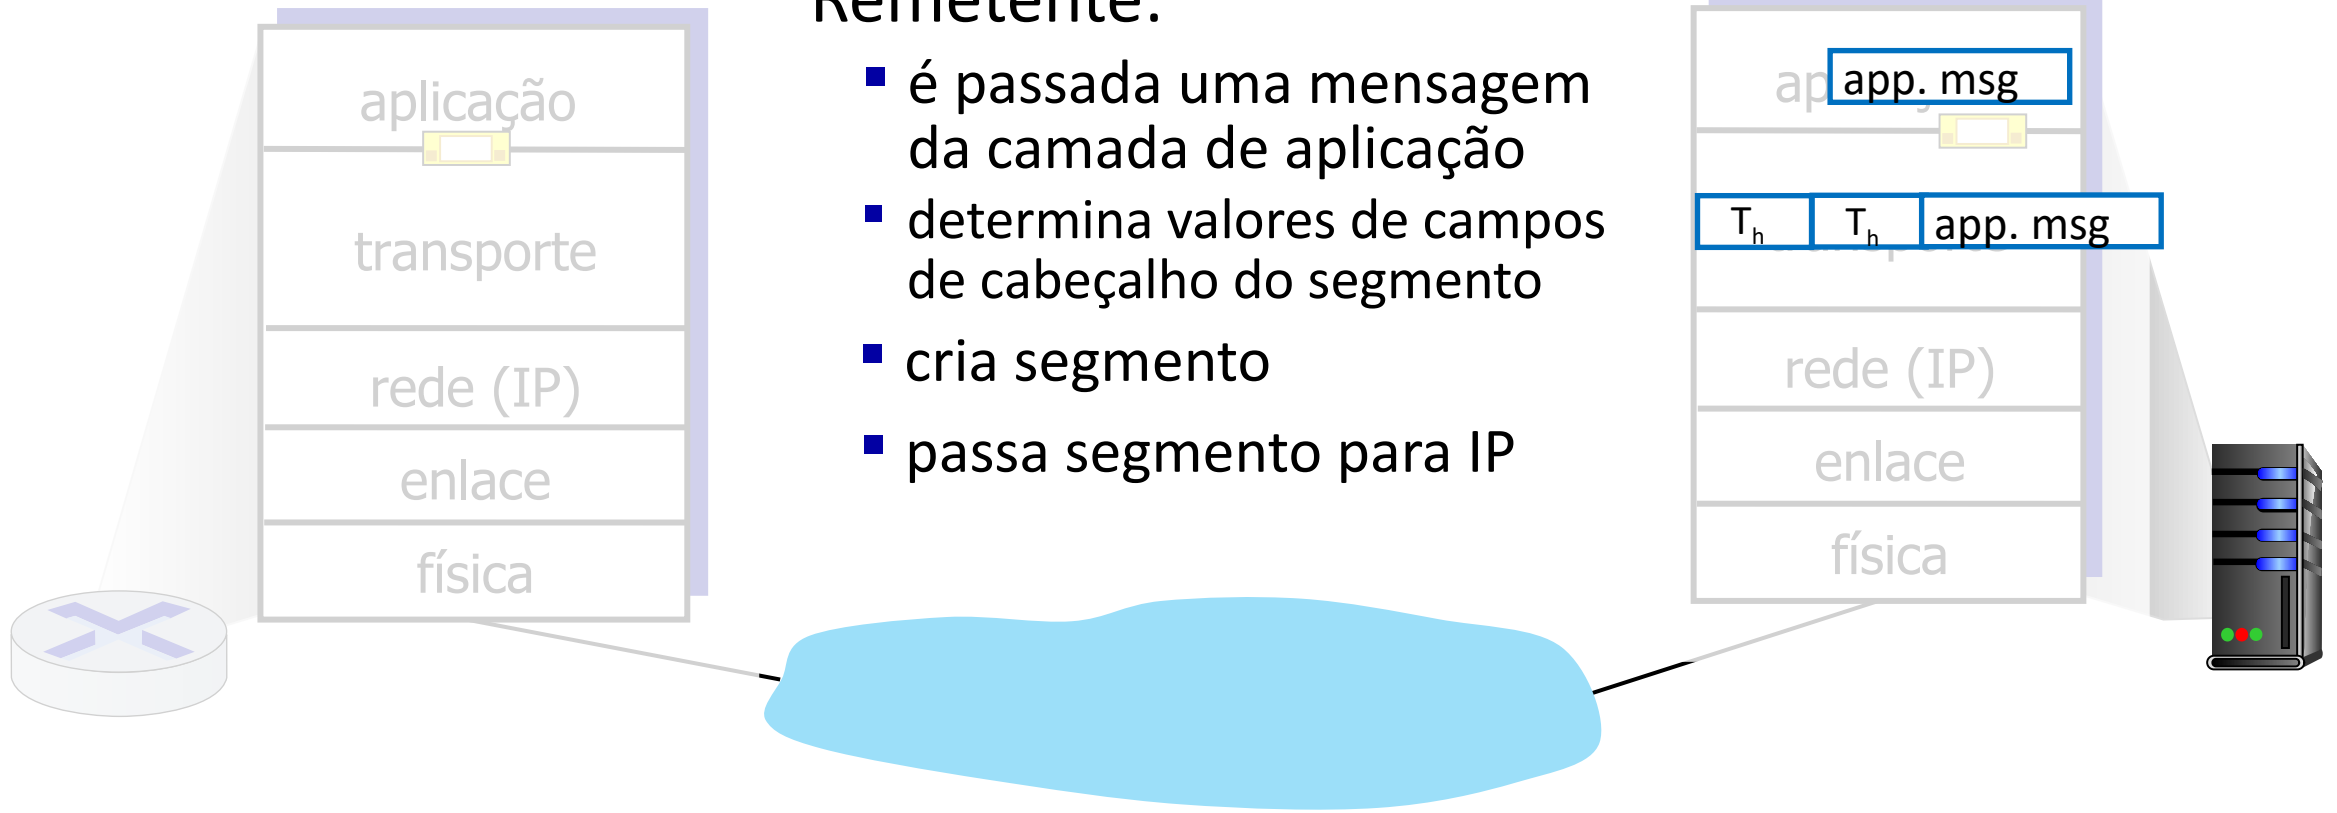 aplicação
transporte
rede (IP)
enlace
física
Remetente:
é passada uma mensagem
da camada de aplicação
determina valores de campos
de cabeçalho do segmento
cria segmento
passa segmento para IP
app. msg
Th Th app. msg
rede (IP)
enlace
física